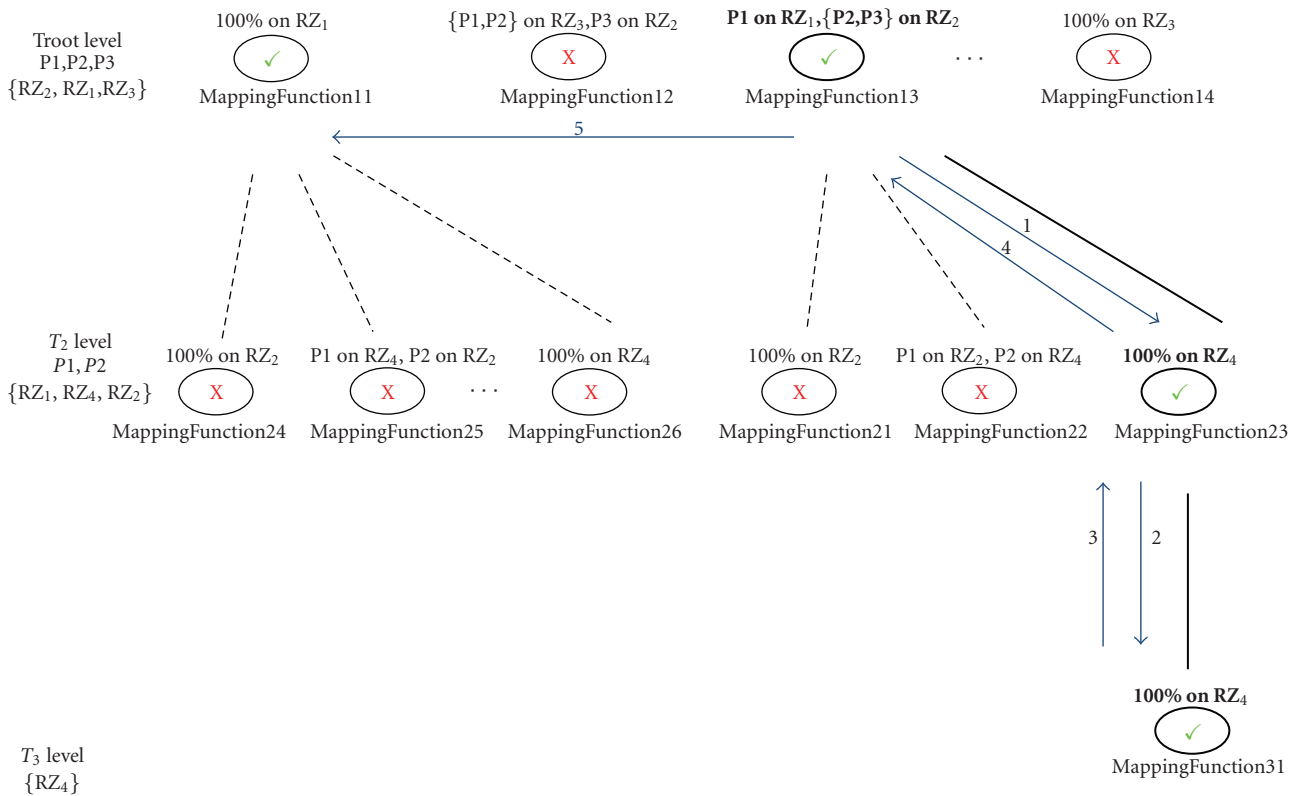 100% on RZ₁
{P1,P2} on RZ₃,P3 on RZ₂
P1 on RZ₁,{P2,P3} on RZ₂
100% on RZ₃
Troot level
P1,P2,P3
{RZ₂, RZ₁,RZ₃}
✓
X
✓
· · ·
X
MappingFunction11
MappingFunction12
MappingFunction13
MappingFunction14
5
1
4
T₂ level
P1, P2
{RZ₁, RZ₄, RZ₂}
100% on RZ₂
P1 on RZ₄, P2 on RZ₂
100% on RZ₄
100% on RZ₂
P1 on RZ₂, P2 on RZ₄
100% on RZ₄
X
X
· · ·
X
X
X
✓
MappingFunction24
MappingFunction25
MappingFunction26
MappingFunction21
MappingFunction22
MappingFunction23
3
2
100% on RZ₄
✓
MappingFunction31
T₃ level
{RZ₄}